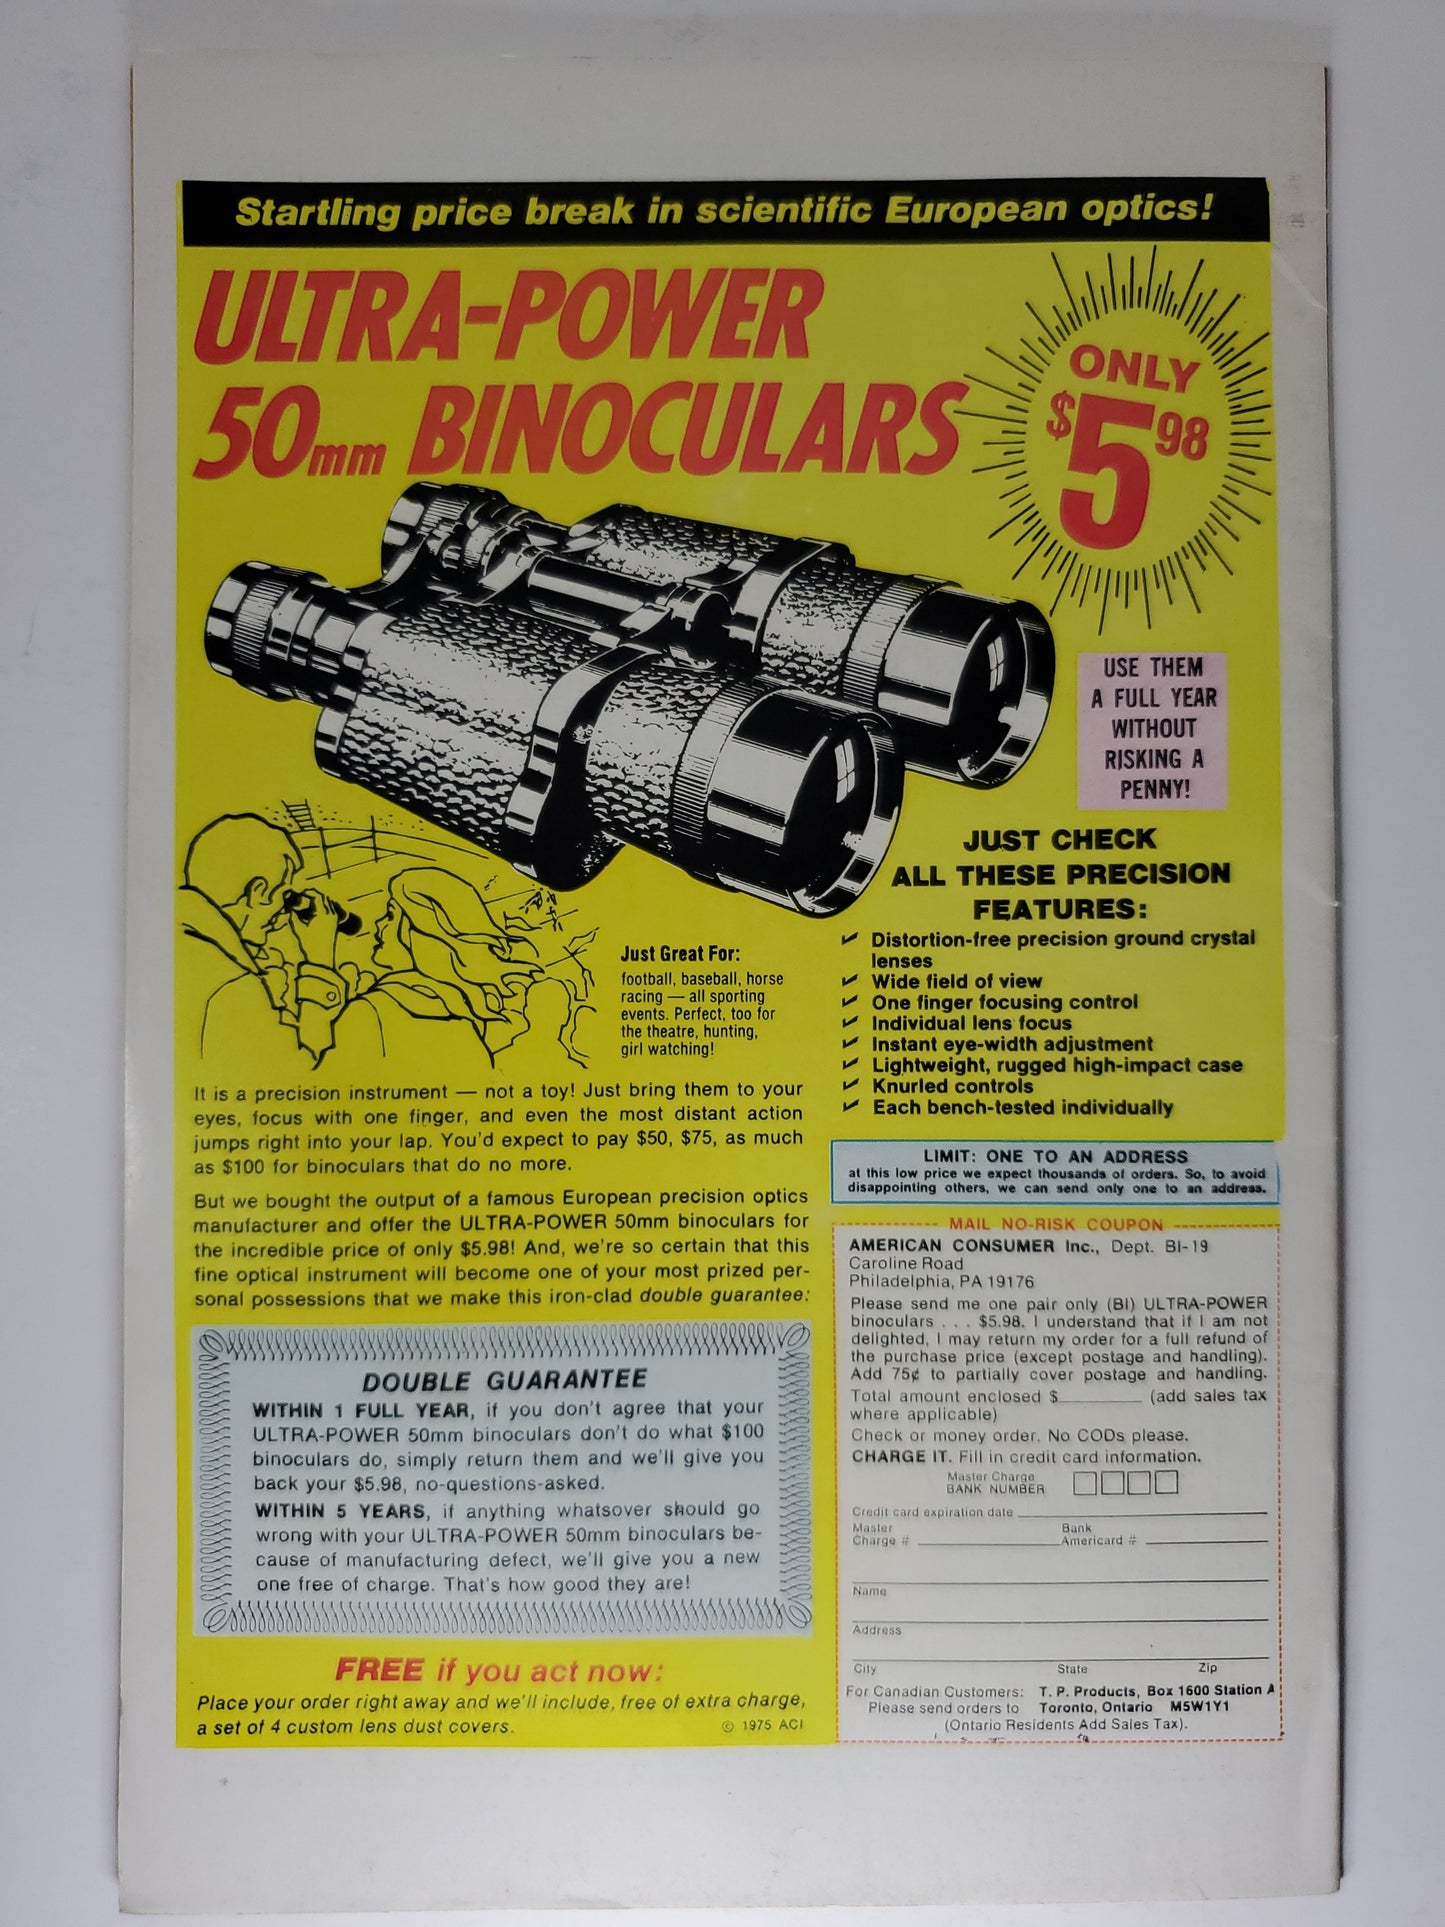 Startling price break in scientific European optics!
ULTRA-POWER
50mm BINOCULARS
ONLY
$5 98
USE THEM
A FULL YEAR
WITHOUT
RISKING A
PENNY!
JUST CHECK
ALL THESE PRECISION
FEATURES:
Distortion-free precision ground crystal
lenses
Wide field of view
One finger focusing control
Individual lens focus
Instant eye-width adjustment
Lightweight, rugged high-impact case
Knurled controls
Each bench-tested individually
Just Great For:
football, baseball, horse
racing — all sporting
events. Perfect, too for
the theatre, hunting,
girl watching!
It is a precision instrument — not a toy! Just bring them to your
eyes, focus with one finger, and even the most distant action
jumps right into your lap. You'd expect to pay $50, $75, as much
as $100 for binoculars that do no more.
But we bought the output of a famous European precision optics
manufacturer and offer the ULTRA-POWER 50mm binoculars for
the incredible price of only $5.98! And, we're so certain that this
fine optical instrument will become one of your most prized per-
sonal possessions that we make this iron-clad double guarantee:
DOUBLE GUARANTEE
WITHIN 1 FULL YEAR, if you don't agree that your
ULTRA-POWER 50mm binoculars don't do what $100
binoculars do, simply return them and we'll give you
back your $5.98, no-questions-asked.
WITHIN 5 YEARS, if anything whatsover should go
wrong with your ULTRA-POWER 50mm binoculars be-
cause of manufacturing defect, we'll give you a new
one free of charge. That's how good they are!
FREE if you act now:
Place your order right away and we'll include, free of extra charge,
a set of 4 custom lens dust covers.
© 1975 ACI
LIMIT: ONE TO AN ADDRESS
at this low price we expect thousands of orders. So, to avoid
disappointing others, we can send only one to an address.
MAIL NO-RISK COUPON
AMERICAN CONSUMER Inc., Dept. BI-19
Caroline Road
Philadelphia, PA 19176
Please send me one pair only (BI) ULTRA-POWER
binoculars . . . $5.98. I understand that if I am not
delighted, I may return my order for a full refund of
the purchase price (except postage and handling).
Add 75¢ to partially cover postage and handling.
Total amount enclosed $________ (add sales tax
where applicable)
Check or money order. No CODs please.
CHARGE IT. Fill in credit card information.
Master Charge
BANK NUMBER
Credit card expiration date
Master Bank
Charge # Americard #
Name
Address
City State Zip
For Canadian Customers: T. P. Products, Box 1600 Station A
Please send orders to Toronto, Ontario M5W1Y1
(Ontario Residents Add Sales Tax).